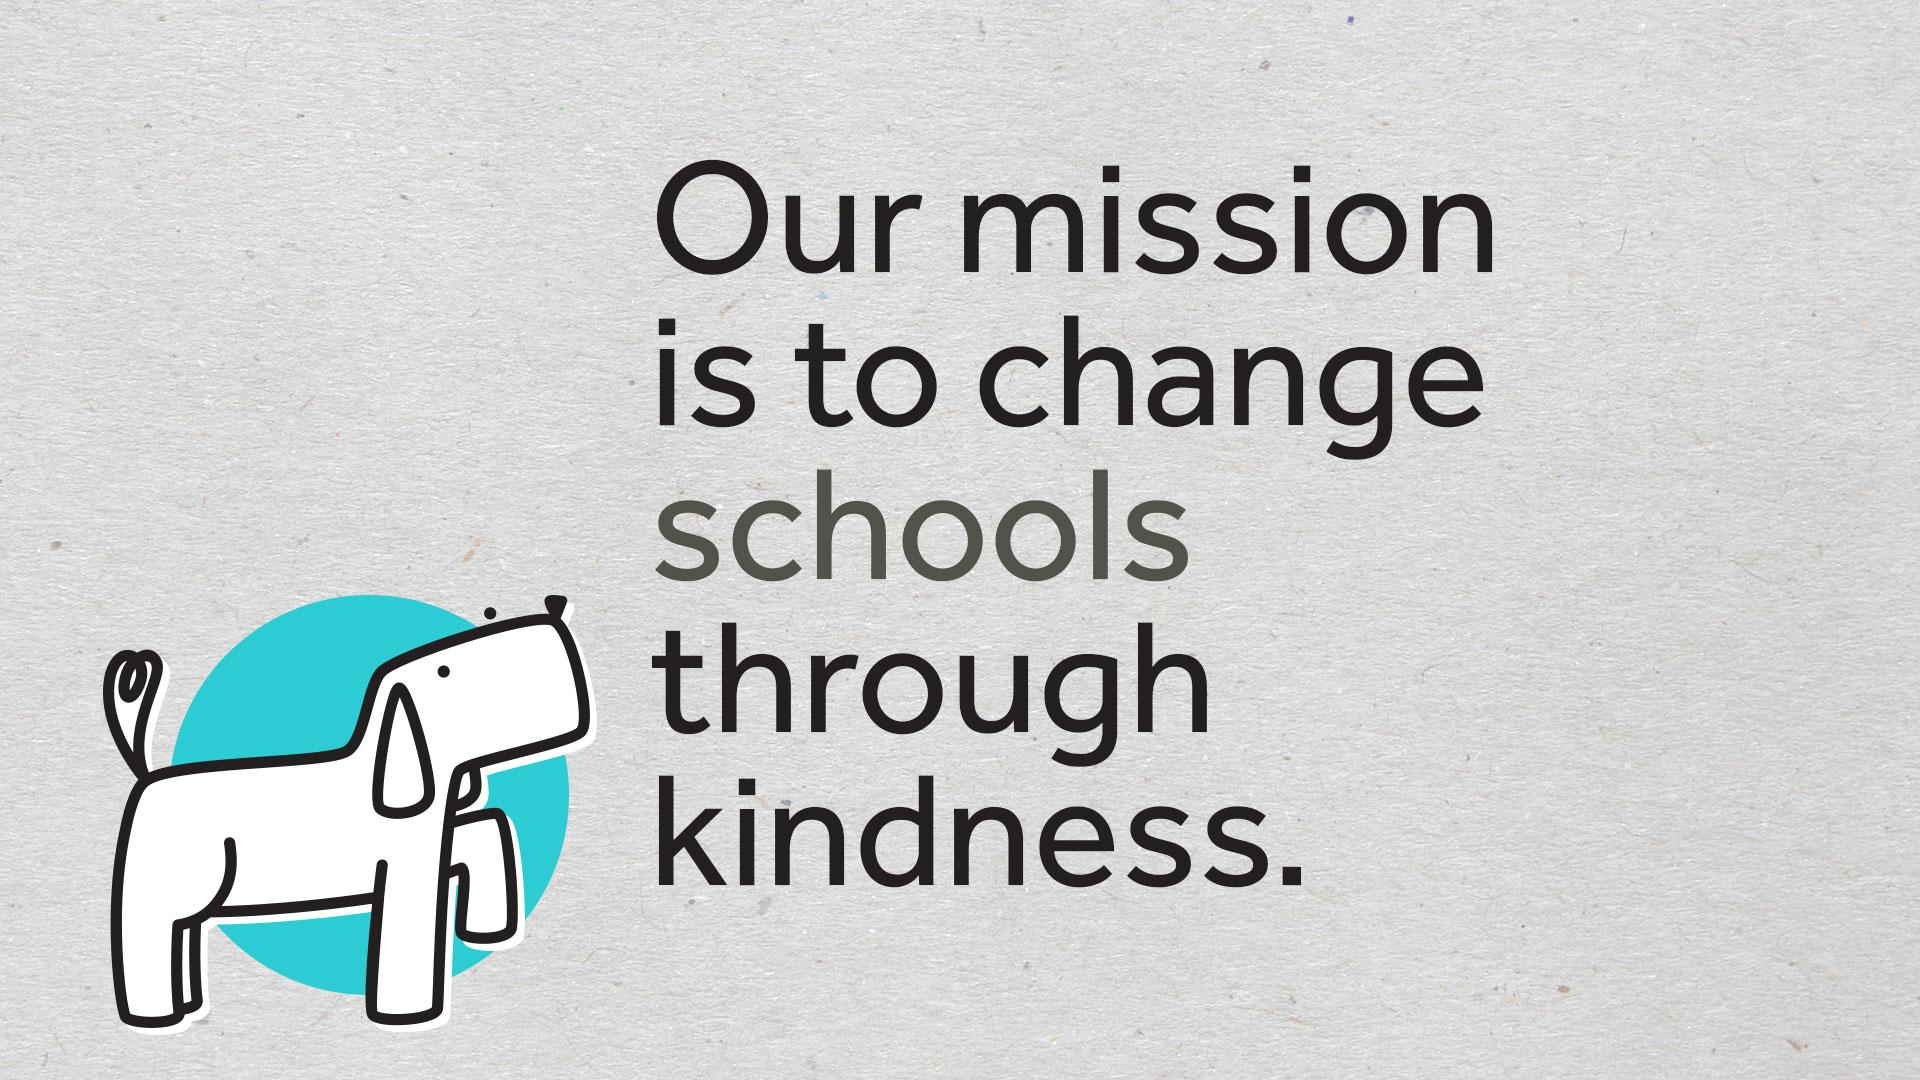 Our mission
is to change
schools
through
kindness.